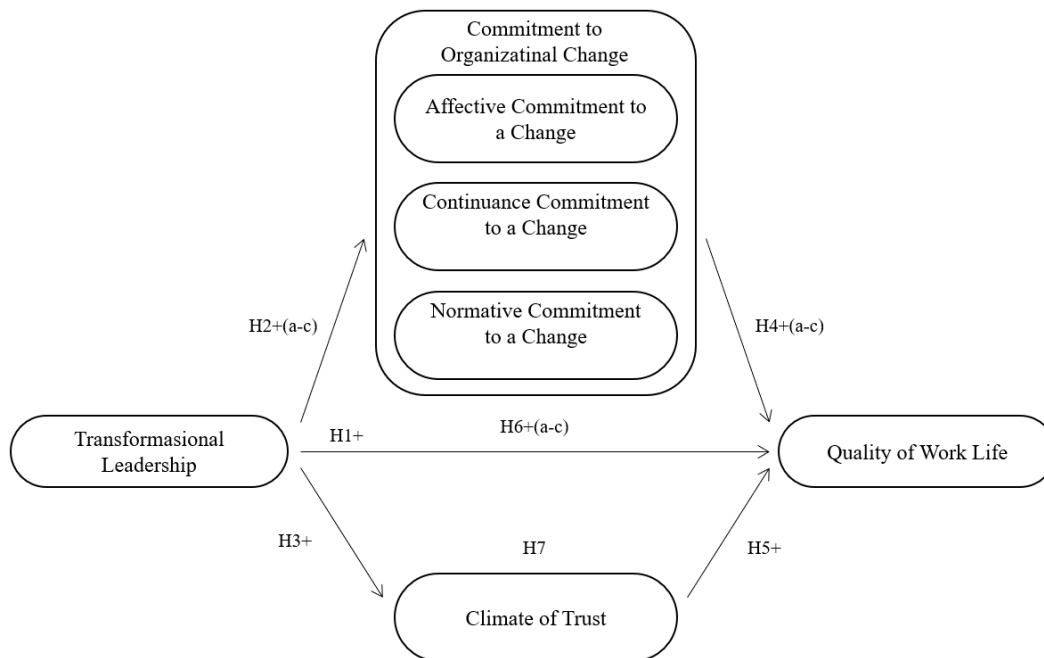 Commitment to
Organizatinal Change
Affective Commitment to
a Change
Continuance Commitment
to a Change
Normative Commitment
to a Change
H2+(a-c)
H4+(a-c)
Transformasional
Leadership
H1+
H6+(a-c)
Quality of Work Life
H3+
H7
H5+
Climate of Trust